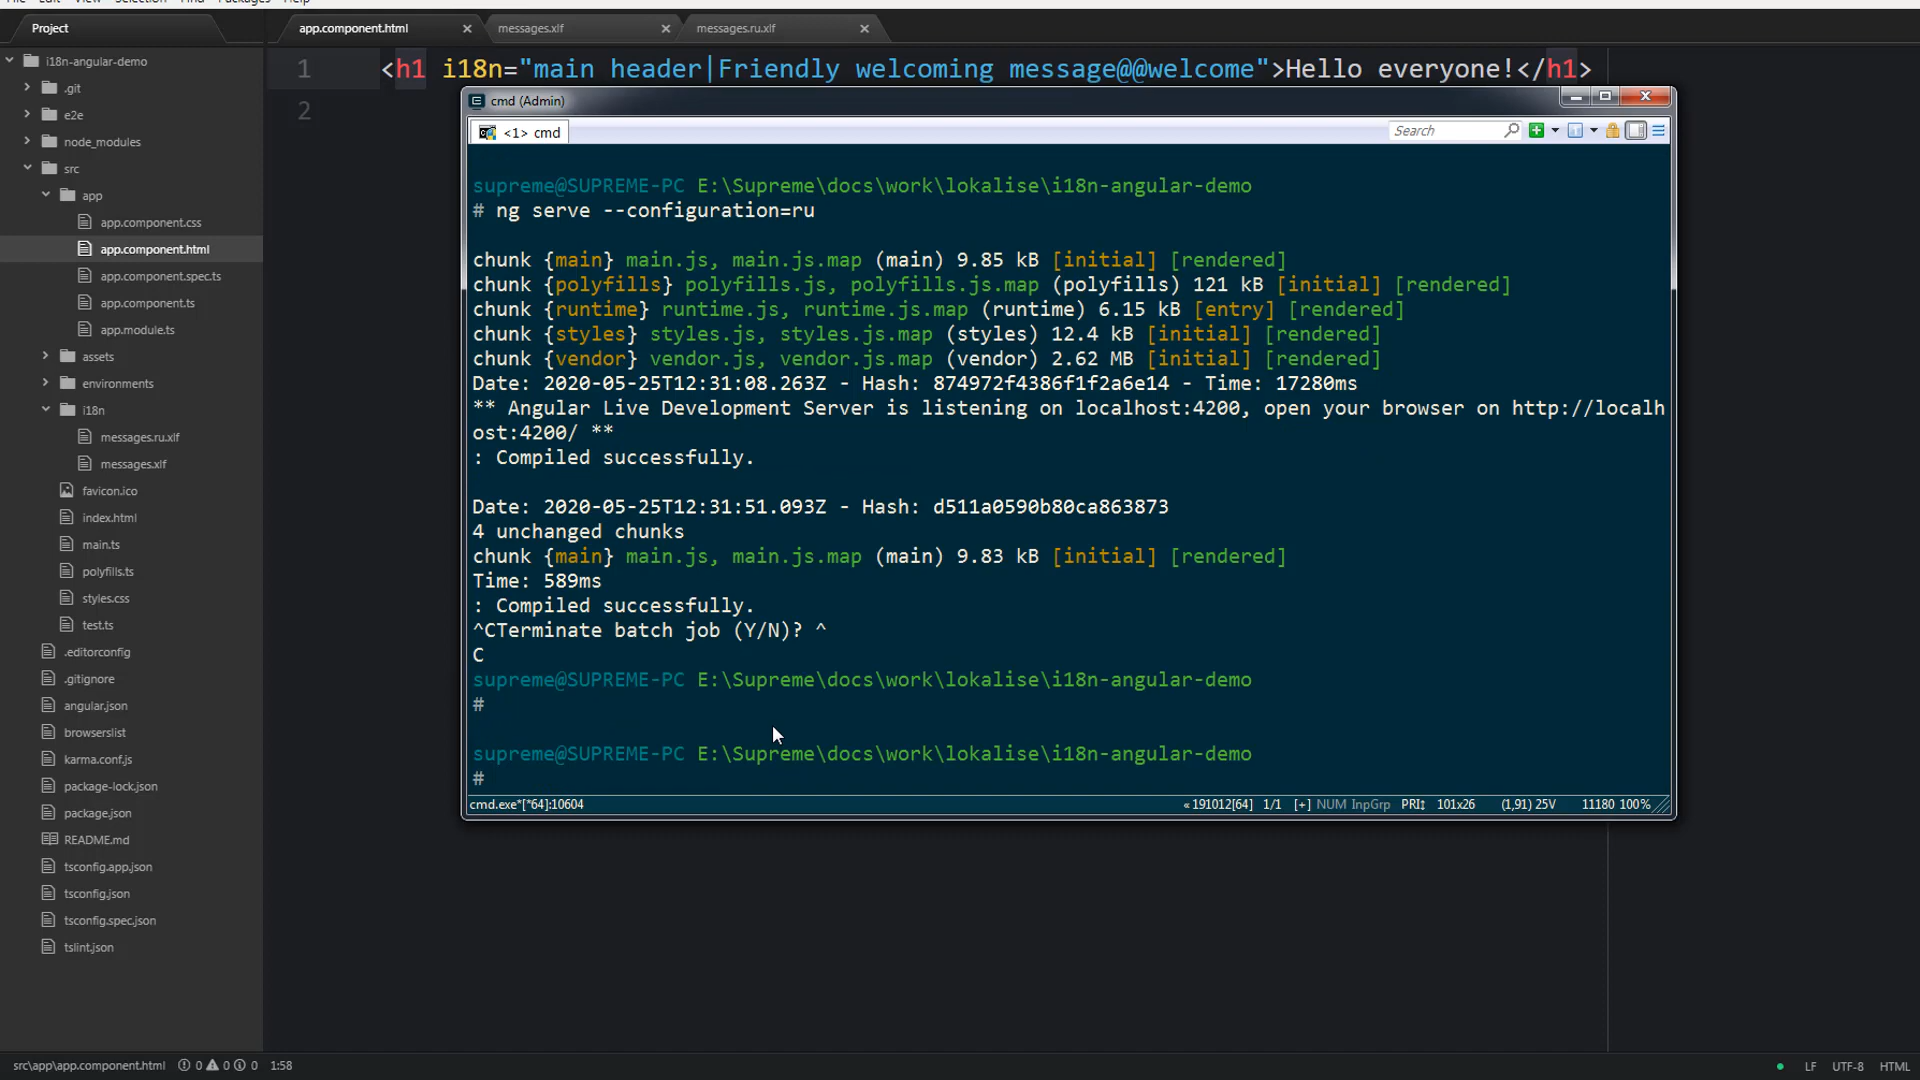 File Edit View Selection Find Packages Help
Project
app.component.html
messages.xlf
messages.ru.xlf
i18n-angular-demo
.git
e2e
node_modules
src
app
app.component.css
app.component.html
app.component.spec.ts
app.component.ts
app.module.ts
assets
environments
i18n
messages.ru.xlf
messages.xlf
favicon.ico
index.html
main.ts
polyfills.ts
styles.css
test.ts
.editorconfig
.gitignore
angular.json
browserslist
karma.conf.js
package-lock.json
package.json
README.md
tsconfig.app.json
tsconfig.json
tsconfig.spec.json
tslint.json
1 <h1 i18n="main header|Friendly welcoming message@@welcome">Hello everyone!</h1>
2
cmd (Admin)
<1> cmd
Search
supreme@SUPREME-PC E:\Supreme\docs\work\lokalise\i18n-angular-demo
# ng serve --configuration=ru
chunk {main} main.js, main.js.map (main) 9.85 kB [initial] [rendered]
chunk {polyfills} polyfills.js, polyfills.js.map (polyfills) 121 kB [initial] [rendered]
chunk {runtime} runtime.js, runtime.js.map (runtime) 6.15 kB [entry] [rendered]
chunk {styles} styles.js, styles.js.map (styles) 12.4 kB [initial] [rendered]
chunk {vendor} vendor.js, vendor.js.map (vendor) 2.62 MB [initial] [rendered]
Date: 2020-05-25T12:31:08.263Z - Hash: 874972f4386f1f2a6e14 - Time: 17280ms
** Angular Live Development Server is listening on localhost:4200, open your browser on http://localh
ost:4200/ **
: Compiled successfully.
Date: 2020-05-25T12:31:51.093Z - Hash: d511a0590b80ca863873
4 unchanged chunks
chunk {main} main.js, main.js.map (main) 9.83 kB [initial] [rendered]
Time: 589ms
: Compiled successfully.
^CTerminate batch job (Y/N)? ^
C
supreme@SUPREME-PC E:\Supreme\docs\work\lokalise\i18n-angular-demo
#
supreme@SUPREME-PC E:\Supreme\docs\work\lokalise\i18n-angular-demo
#
cmd.exe*[*64]:10604 «191012[64] 1/1 [+] NUM InpGrp PRI↕ 101x26 (1,91) 25V 11180 100%
src\app\app.component.html 0 0 0 1:58 LF UTF-8 HTML